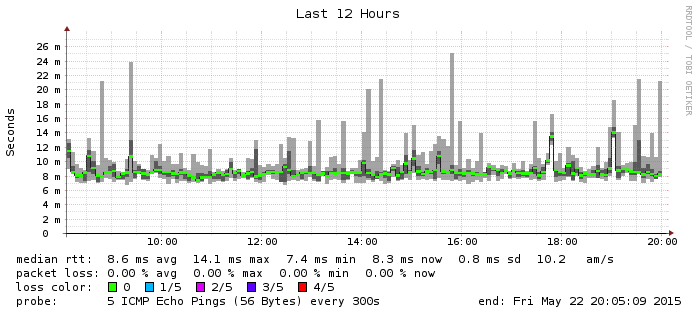 Last 12 Hours
RRDTOOL / TOBI OETIKER
Seconds
26 m
24 m
22 m
20 m
18 m
16 m
14 m
12 m
10 m
8 m
6 m
4 m
2 m
0
10:00 12:00 14:00 16:00 18:00 20:00
median rtt: 8.6 ms avg 14.1 ms max 7.4 ms min 8.3 ms now 0.8 ms sd 10.2 am/s
packet loss: 0.00 % avg 0.00 % max 0.00 % min 0.00 % now
loss color: 0 1/5 2/5 3/5 4/5
probe: 5 ICMP Echo Pings (56 Bytes) every 300s end: Fri May 22 20:05:09 2015